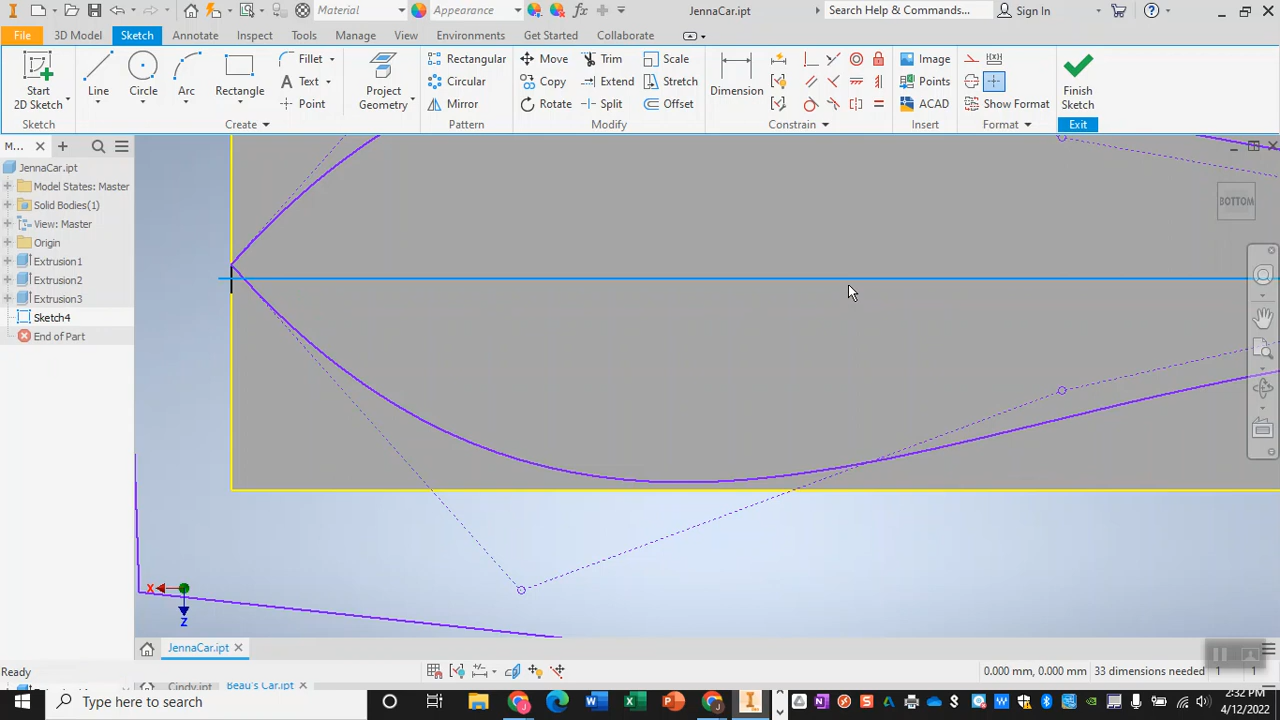 Material
Appearance
JennaCar.ipt
Search Help & Commands...
Sign In
File
3D Model
Sketch
Annotate
Inspect
Tools
Manage
View
Environments
Get Started
Collaborate
Start
2D Sketch
Line
Circle
Arc
Rectangle
Fillet
Text
Point
Project
Geometry
Rectangular
Circular
Mirror
Move
Copy
Rotate
Trim
Extend
Split
Scale
Stretch
Offset
Dimension
Image
Points
ACAD
Show Format
Finish
Sketch
Sketch
Create
Pattern
Modify
Constrain
Insert
Format
Exit
M...
JennaCar.ipt
Model States: Master
Solid Bodies(1)
View: Master
Origin
Extrusion1
Extrusion2
Extrusion3
Sketch4
End of Part
BOTTOM
X
Z
JennaCar.ipt
Ready
0.000 mm, 0.000 mm
33 dimensions needed
1
1
Cindy.ipt
Beau's Car.ipt
Type here to search
2:32 PM
4/12/2022